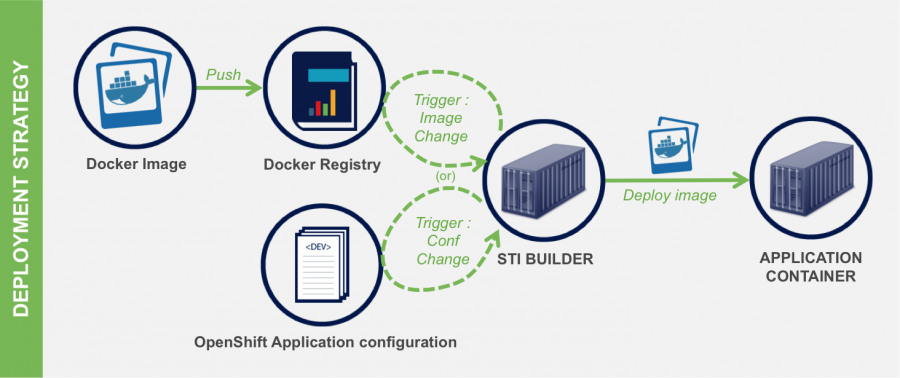 DEPLOYMENT STRATEGY
Docker Image
Push
Docker Registry
Trigger :
Image
Change
(or)
Trigger :
Conf
Change
<DEV>
OpenShift Application configuration
STI BUILDER
Deploy image
APPLICATION
CONTAINER